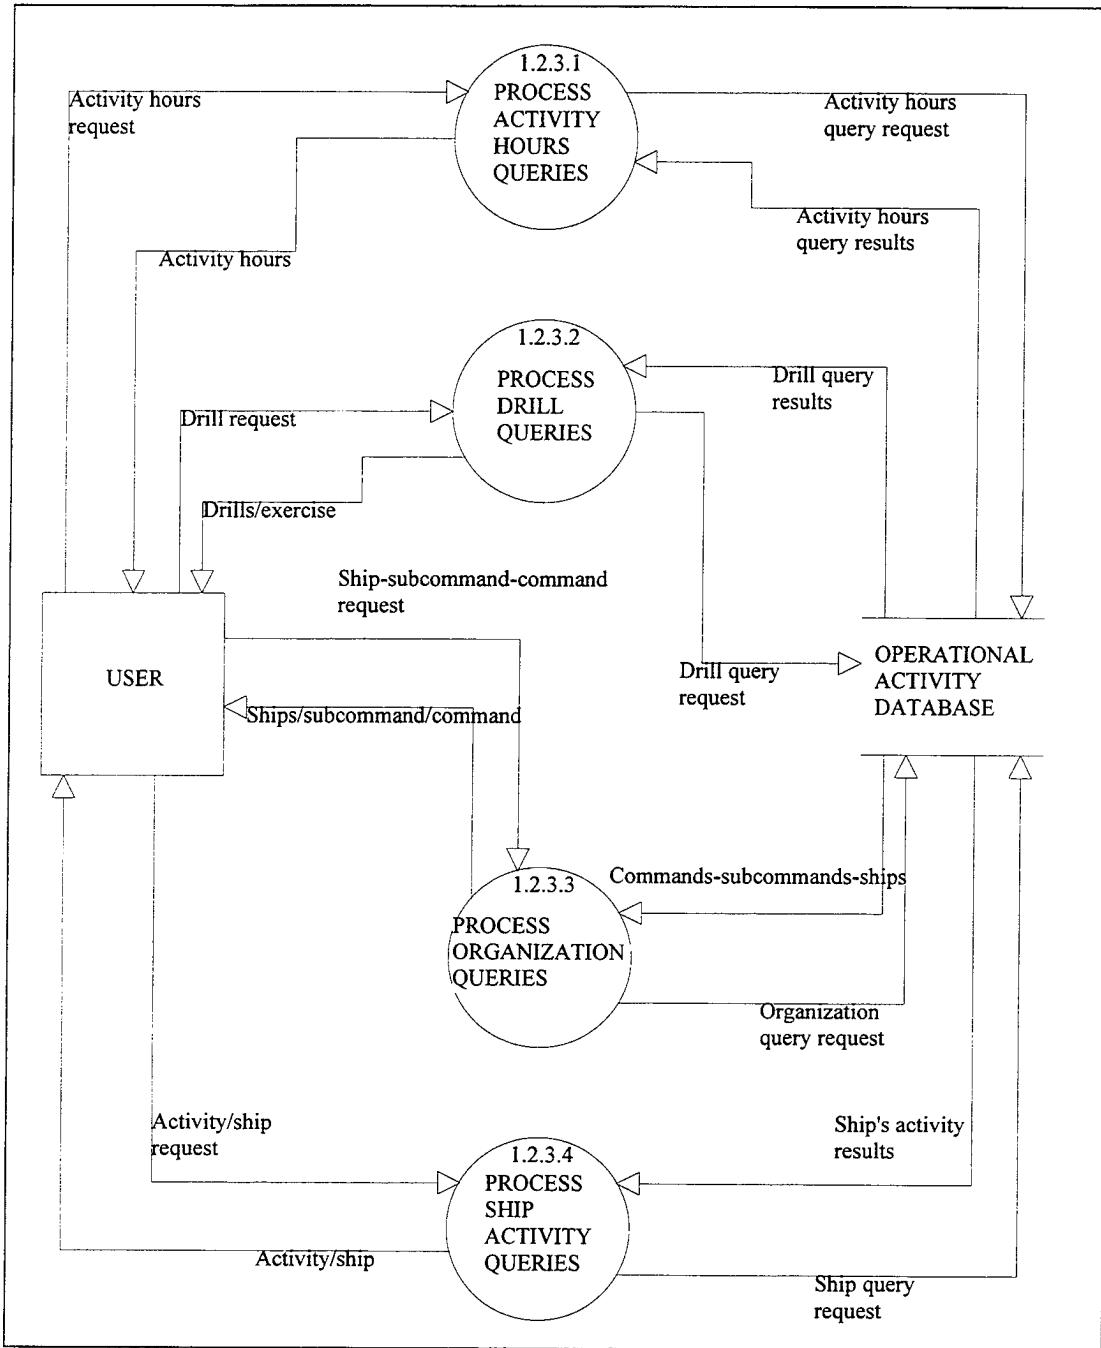 1.2.3.1
PROCESS
ACTIVITY
HOURS
QUERIES
Activity hours
request
Activity hours
query request
Activity hours
query results
Activity hours
1.2.3.2
PROCESS
DRILL
QUERIES
Drill query
results
Drill request
Drills/exercise
Ship-subcommand-command
request
USER
Drill query
request
OPERATIONAL
ACTIVITY
DATABASE
Ships/subcommand/command
Commands-subcommands-ships
1.2.3.3
PROCESS
ORGANIZATION
QUERIES
Organization
query request
Activity/ship
request
Ship's activity
results
1.2.3.4
PROCESS
SHIP
ACTIVITY
QUERIES
Activity/ship
Ship query
request